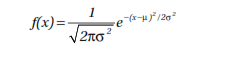 f(x) = 1/√(2πσ²) e^(-(x-μ)²/2σ²)